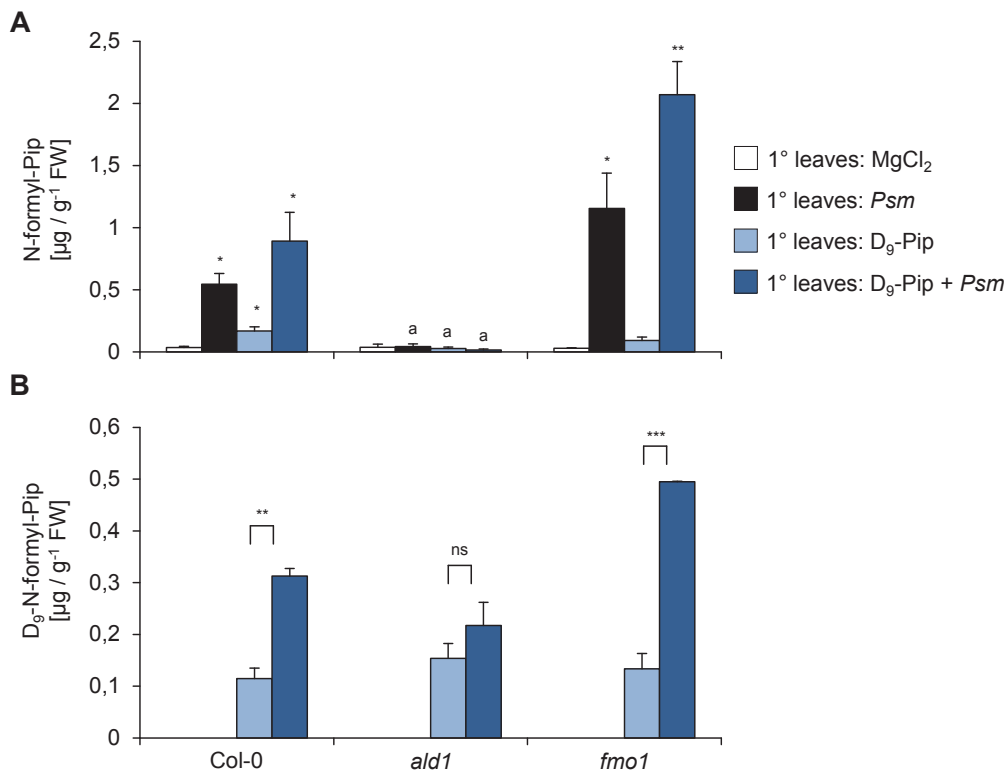 A
N-formyl-Pip
[µg / g⁻¹ FW]
2,5
2
1,5
1
0,5
0
*
*
*
a
a
a
*
**
1° leaves: MgCl₂
1° leaves: Psm
1° leaves: D₉-Pip
1° leaves: D₉-Pip + Psm
B
D₉-N-formyl-Pip
[µg / g⁻¹ FW]
0,6
0,5
0,4
0,3
0,2
0,1
0
**
ns
***
Col-0
ald1
fmo1